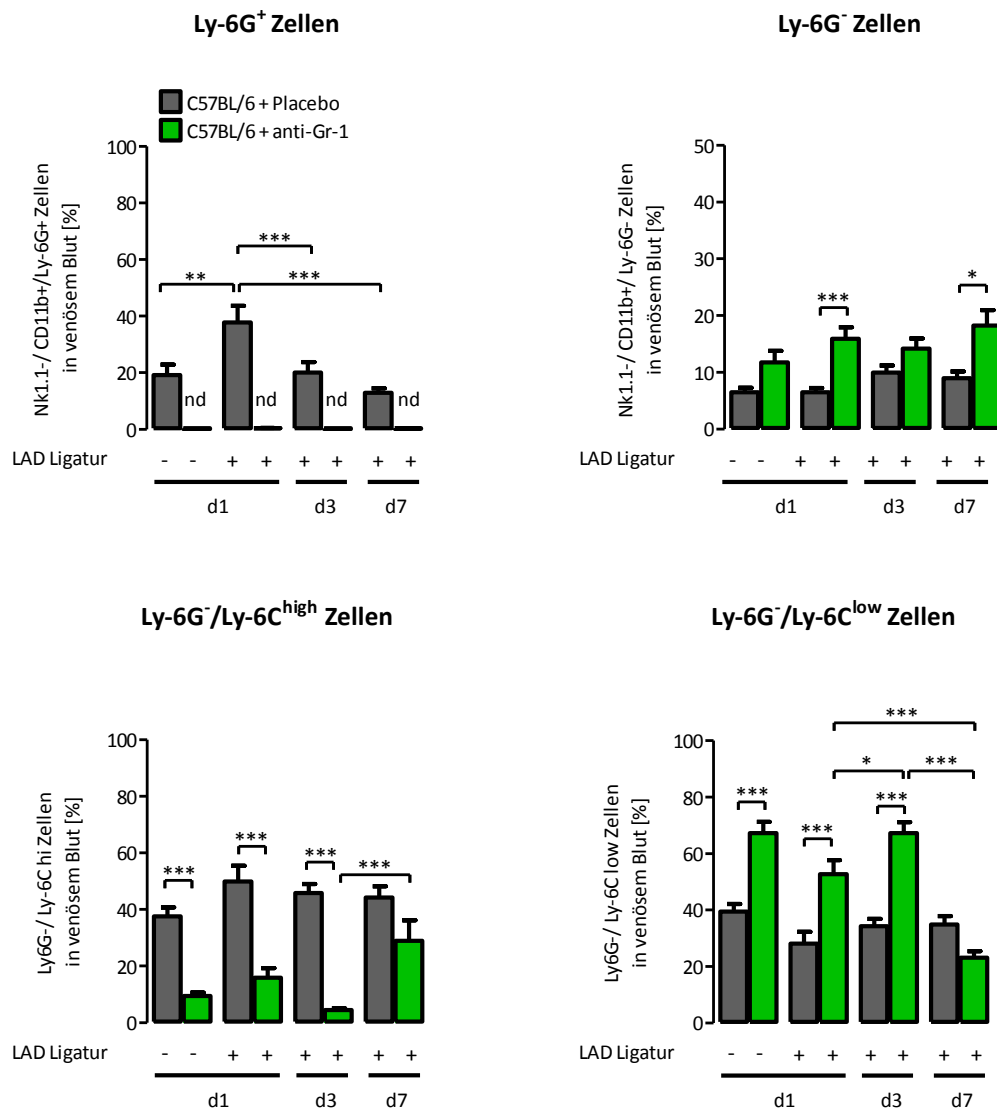 Ly-6G+ Zellen
C57BL/6 + Placebo
C57BL/6 + anti-Gr-1
Nk1.1-/ CD11b+/Ly-6G+ Zellen
in venösem Blut [%]
100
80
60
40
20
0
***
**
***
nd
nd
nd
nd
LAD Ligatur
- - + + + + + +
d1 d3 d7
Ly-6G- Zellen
Nk1.1-/ CD11b+/ Ly-6G- Zellen
in venösem Blut [%]
50
40
30
20
10
0
***
*
- - + + + + + +
d1 d3 d7
Ly-6G-/Ly-6Chigh Zellen
Ly6G-/ Ly-6C hi Zellen
in venösem Blut [%]
100
80
60
40
20
0
***
***
***
***
LAD Ligatur
- - + + + + + +
d1 d3 d7
Ly-6G-/Ly-6Clow Zellen
Ly6G-/ Ly-6C low Zellen
in venösem Blut [%]
100
80
60
40
20
0
***
* ***
***
***
***
LAD Ligatur
- - + + + + + +
d1 d3 d7